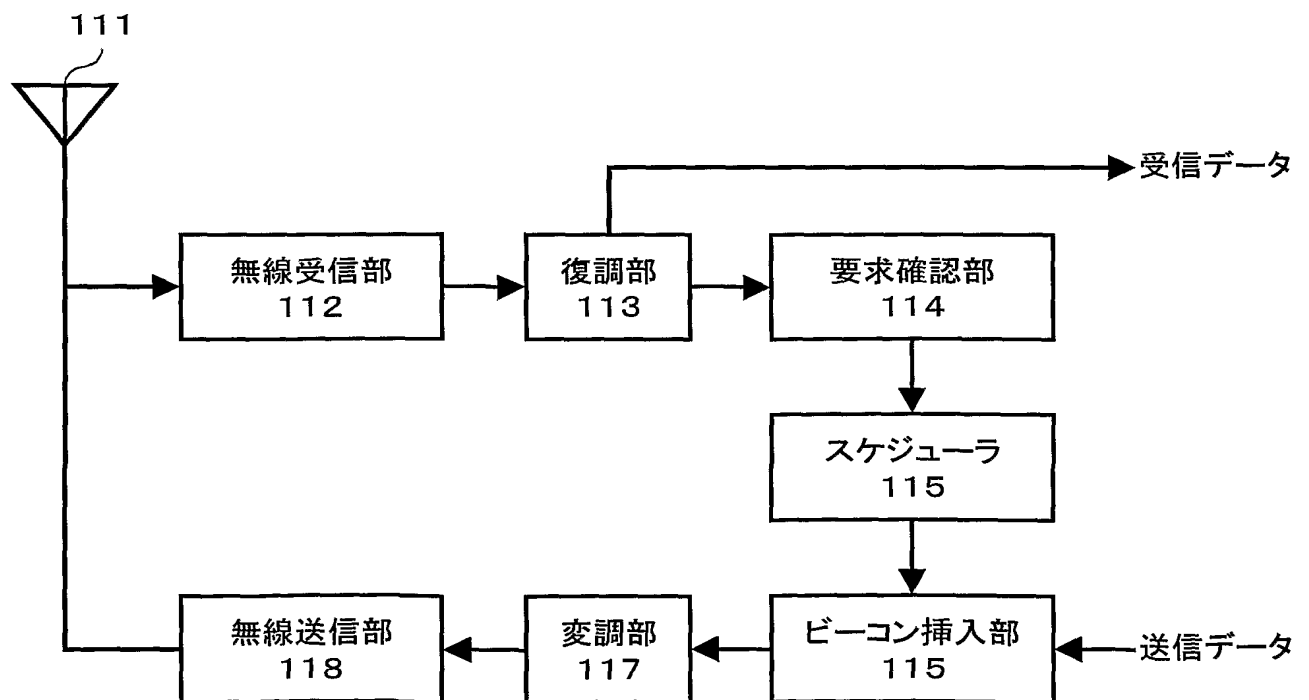 111
受信データ
無線受信部
112
復調部
113
要求確認部
114
スケジューラ
115
無線送信部
118
変調部
117
ビーコン挿入部
115
送信データ